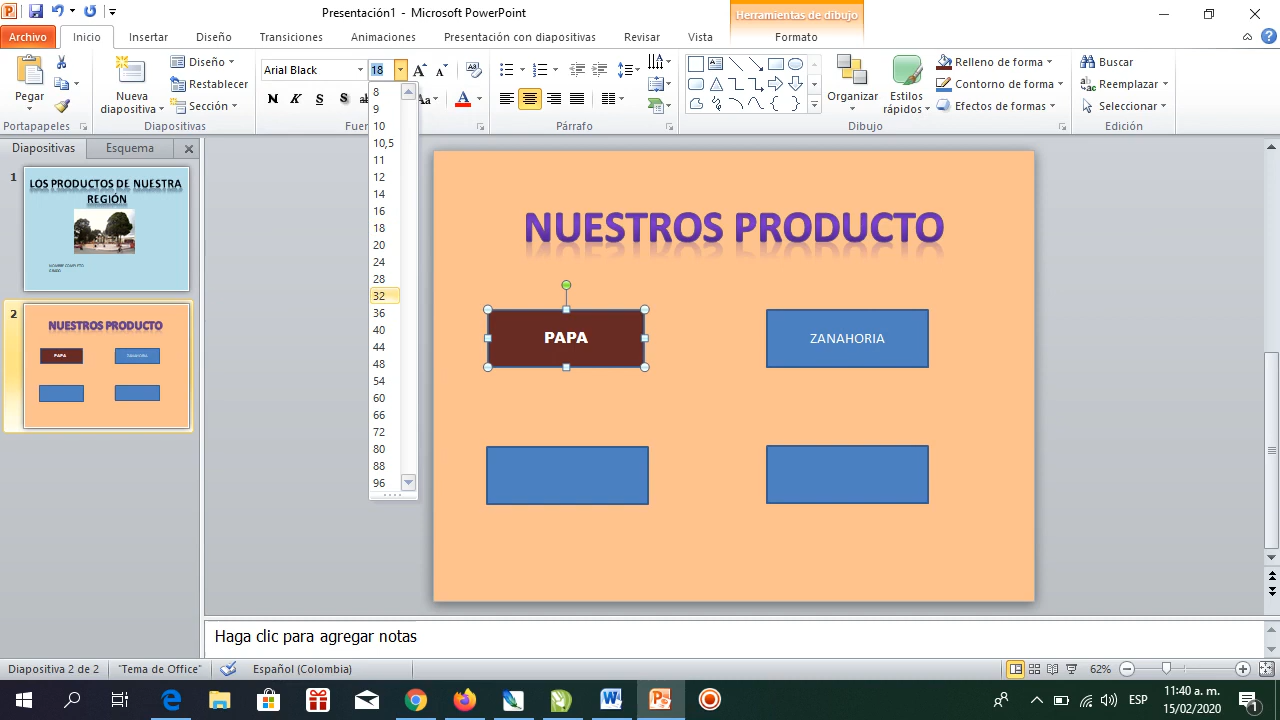 Presentación1 - Microsoft PowerPoint
Herramientas de dibujo
Archivo
Inicio
Insertar
Diseño
Transiciones
Animaciones
Presentación con diapositivas
Revisar
Vista
Formato
Pegar
Portapapeles
Nueva
diapositiva
Diseño
Restablecer
Sección
Diapositivas
Arial Black
18
N K S S
Aa
A
Párrafo
Organizar
Estilos
rápidos
Relleno de forma
Contorno de forma
Efectos de formas
Dibujo
Buscar
Reemplazar
Seleccionar
Edición
8
9
10
10,5
11
12
14
16
18
20
24
28
32
36
40
44
48
54
60
66
72
80
88
96
Diapositivas
Esquema
1
LOS PRODUCTOS DE NUESTRA
REGIÓN
2
NUESTROS PRODUCTO
PAPA
ZANAHORIA
NUESTROS PRODUCTO
PAPA
ZANAHORIA
Haga clic para agregar notas
Diapositiva 2 de 2
"Tema de Office"
Español (Colombia)
62%
ESP
11:40 a. m.
15/02/2020
1